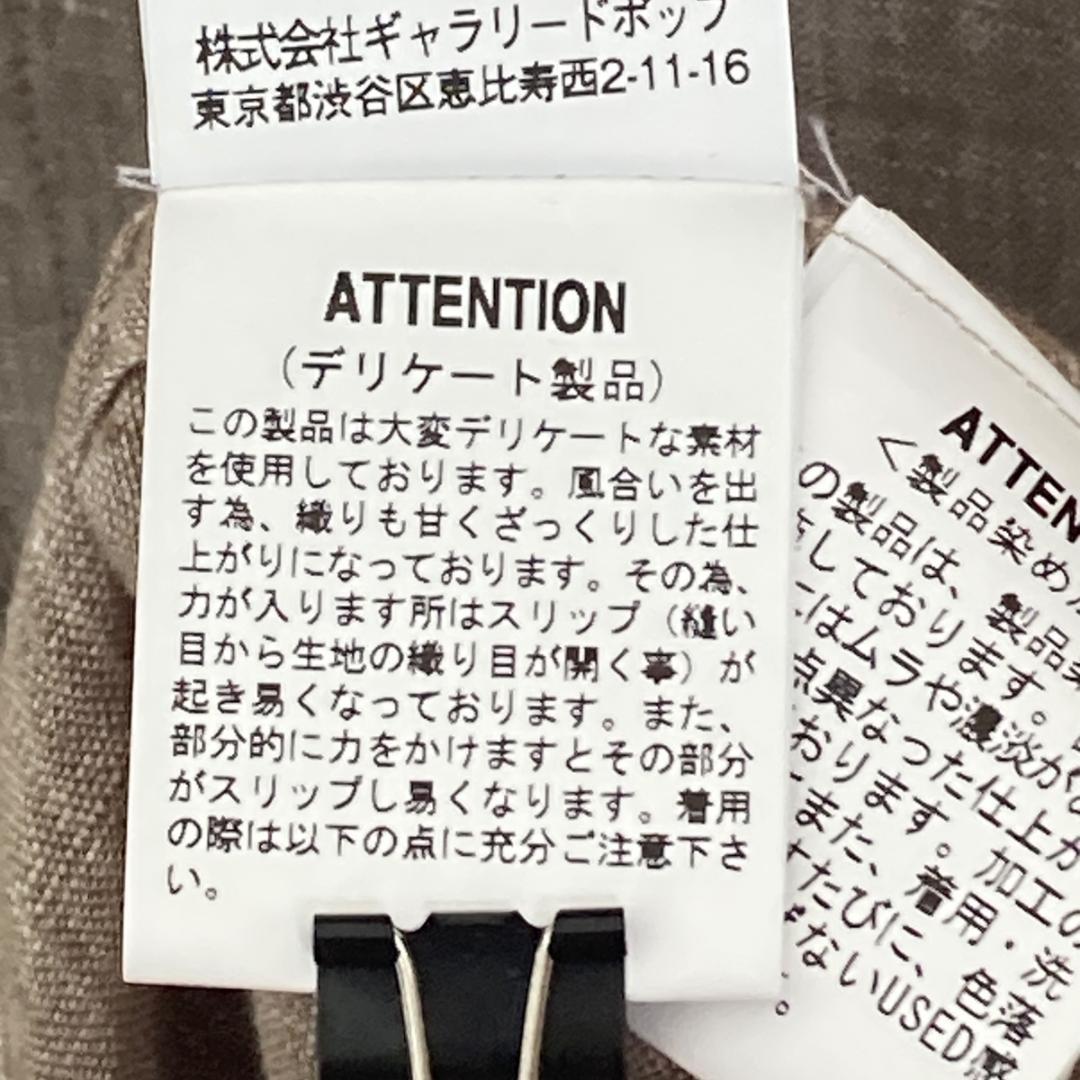 株式会社ギャラリードポップ
東京都渋谷区恵比寿西2-11-16
ATTENTION
（デリケート製品）
この製品は大変デリケートな素材
を使用しております。風合いを出
す為、織りも甘くざっくりした仕
上がりになっております。その為、
力が入ります所はスリップ（縫い
目から生地の織り目が開く事）が
起き易くなっております。また、
部分的に力をかけますとその部分
がスリップし易くなります。着用
の際は以下の点に充分ご注意下さ
い。
ATTEN
＜製品染め
の製品は、製品
しております。
はムラや濃淡が
点異なった仕上が
おります。加工の
また、着用・洗
たびに、色落
ないUSED感
。